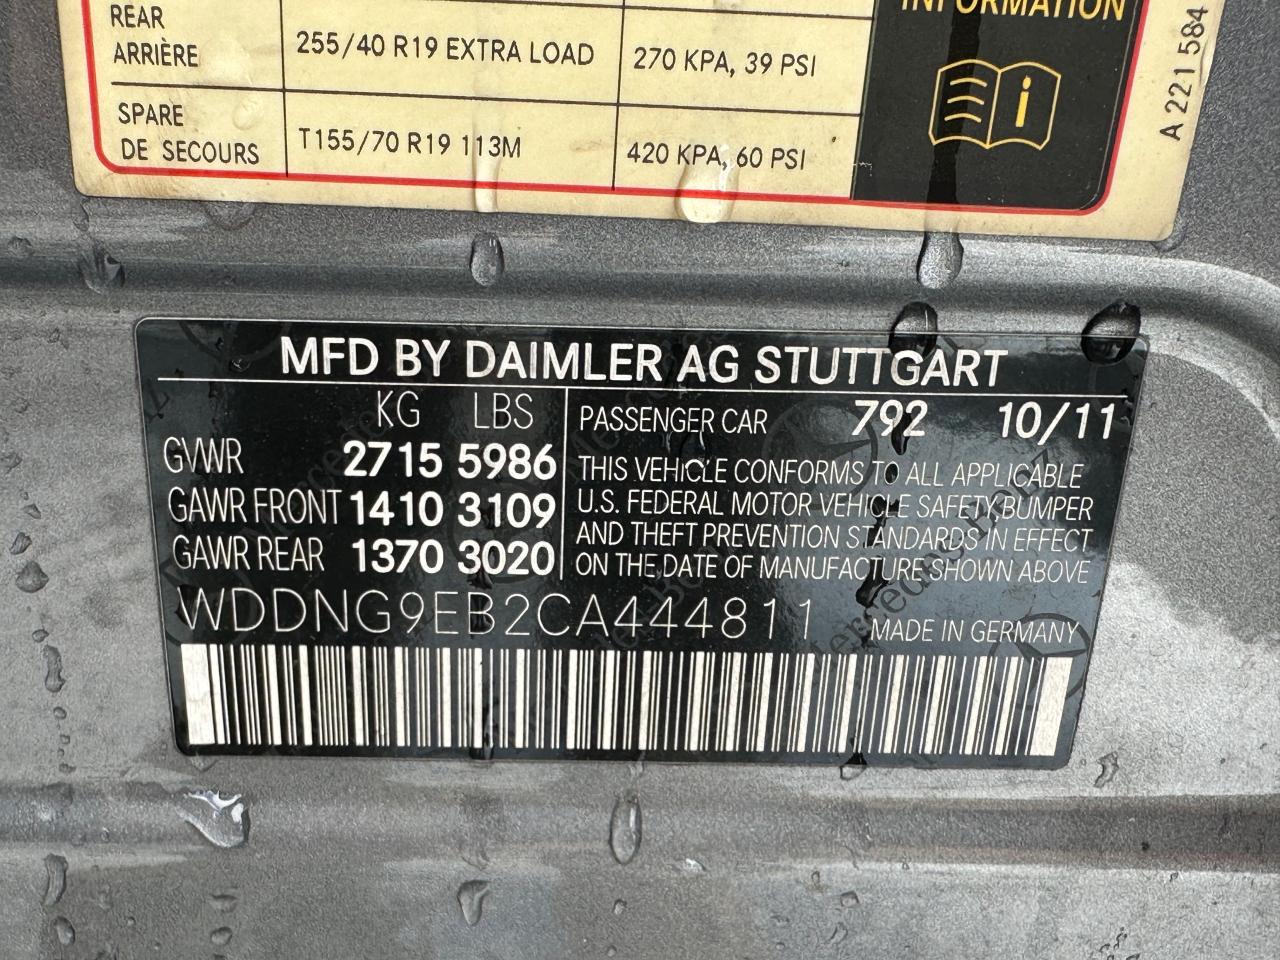 INFORMATION
REAR
ARRIÈRE
255/40 R19 EXTRA LOAD
270 KPA, 39 PSI
SPARE
DE SECOURS
T155/70 R19 113M
420 KPA, 60 PSI
A 221 584
MFD BY DAIMLER AG STUTTGART
KG LBS
GVWR 2715 5986
GAWR FRONT 1410 3109
GAWR REAR 1370 3020
PASSENGER CAR 792 10/11
THIS VEHICLE CONFORMS TO ALL APPLICABLE
U.S. FEDERAL MOTOR VEHICLE SAFETY,BUMPER
AND THEFT PREVENTION STANDARDS IN EFFECT
ON THE DATE OF MANUFACTURE SHOWN ABOVE
WDDNG9EB2CA444811
MADE IN GERMANY